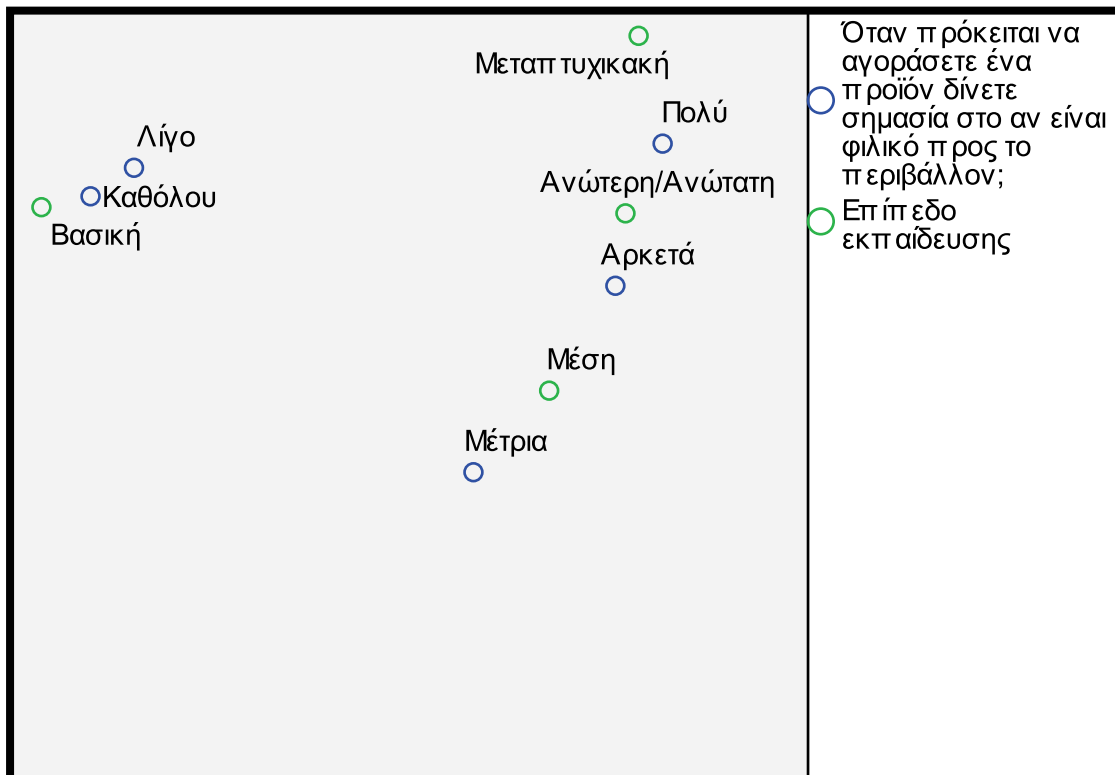 Μεταπτυχικακή
Πολύ
Λίγο
Ανώτερη/Ανώτατη
Καθόλου
Βασική
Αρκετά
Μέση
Μέτρια
Όταν πρόκειται να
αγοράσετε ένα
προϊόν δίνετε
σημασία στο αν είναι
φιλικό προς το
περιβάλλον;
Επίπεδο
εκπαίδευσης